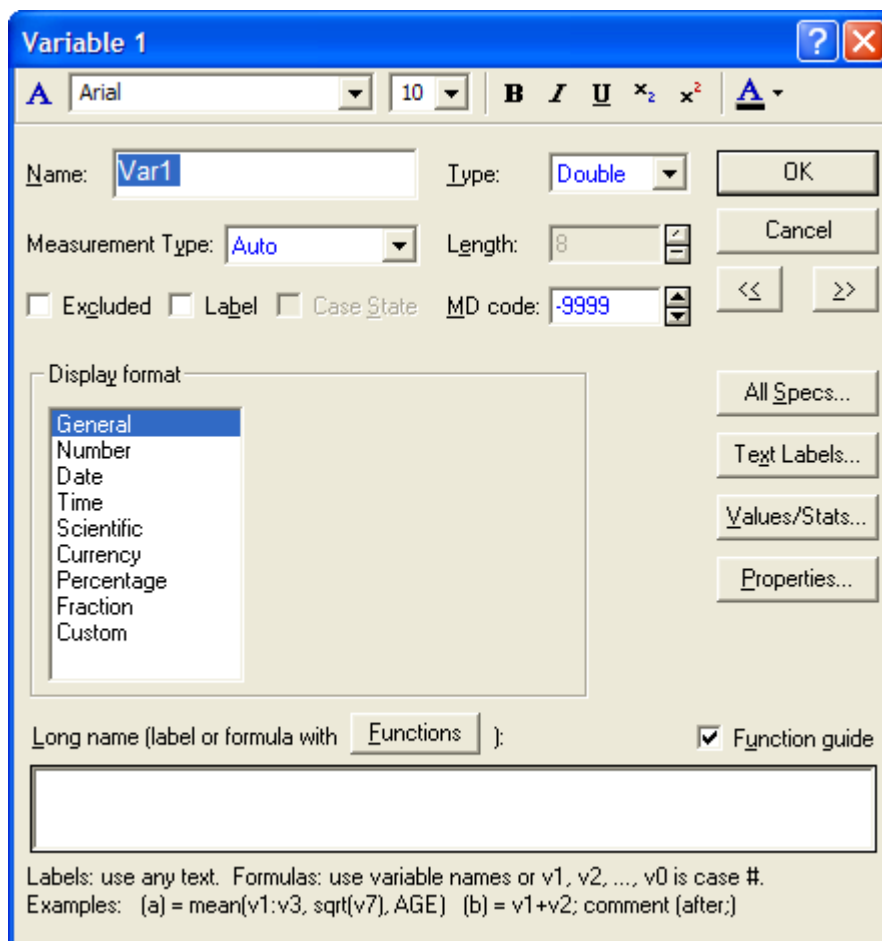 Variable 1
A Arial 10 B I U x2 x2 A
Name: Var1 Type: Double OK
Measurement Type: Auto Length: 8 Cancel
Excluded Label Case State MD code: -9999 << >>
Display format
All Specs...
General
Number
Text Labels...
Date
Time
Values/Stats...
Scientific
Currency
Percentage
Properties...
Fraction
Custom
Long name (label or formula with Functions ): Function guide
Labels: use any text. Formulas: use variable names or v1, v2, ..., v0 is case #.
Examples: (a) = mean(v1:v3, sqrt(v7), AGE) (b) = v1+v2; comment (after;)